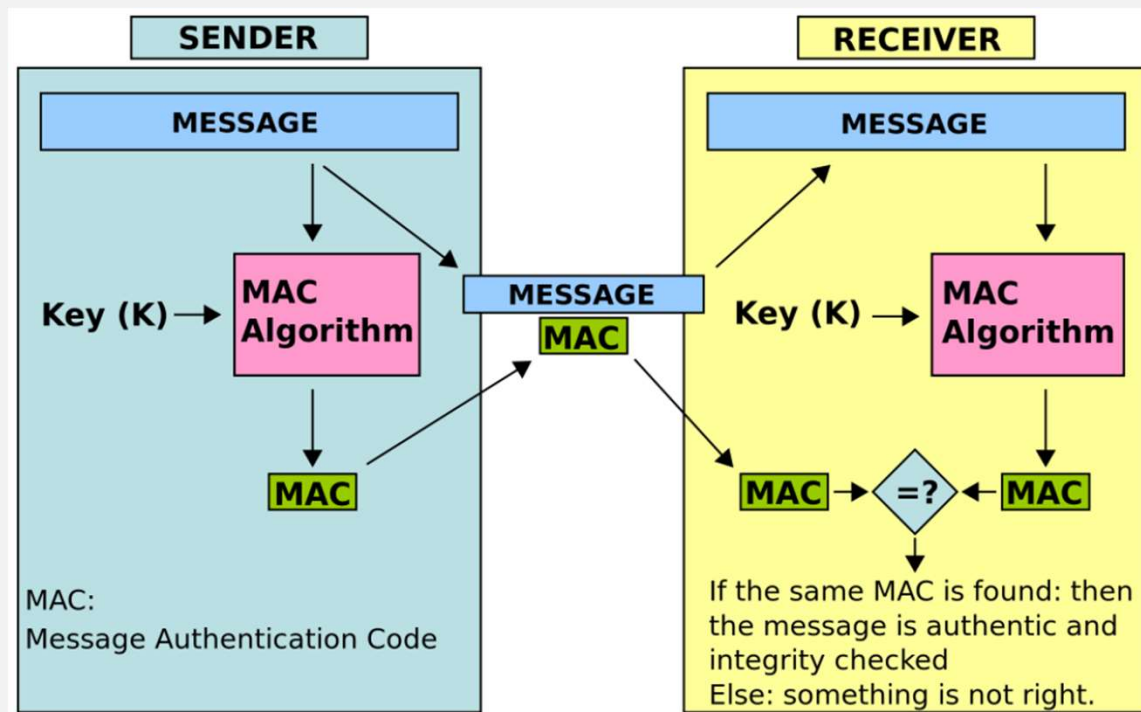 SENDER
MESSAGE
Key (K)
MAC
Algorithm
MAC
MAC:
Message Authentication Code
MESSAGE
MAC
RECEIVER
MESSAGE
Key (K)
MAC
Algorithm
MAC
=?
MAC
If the same MAC is found: then
the message is authentic and
integrity checked
Else: something is not right.